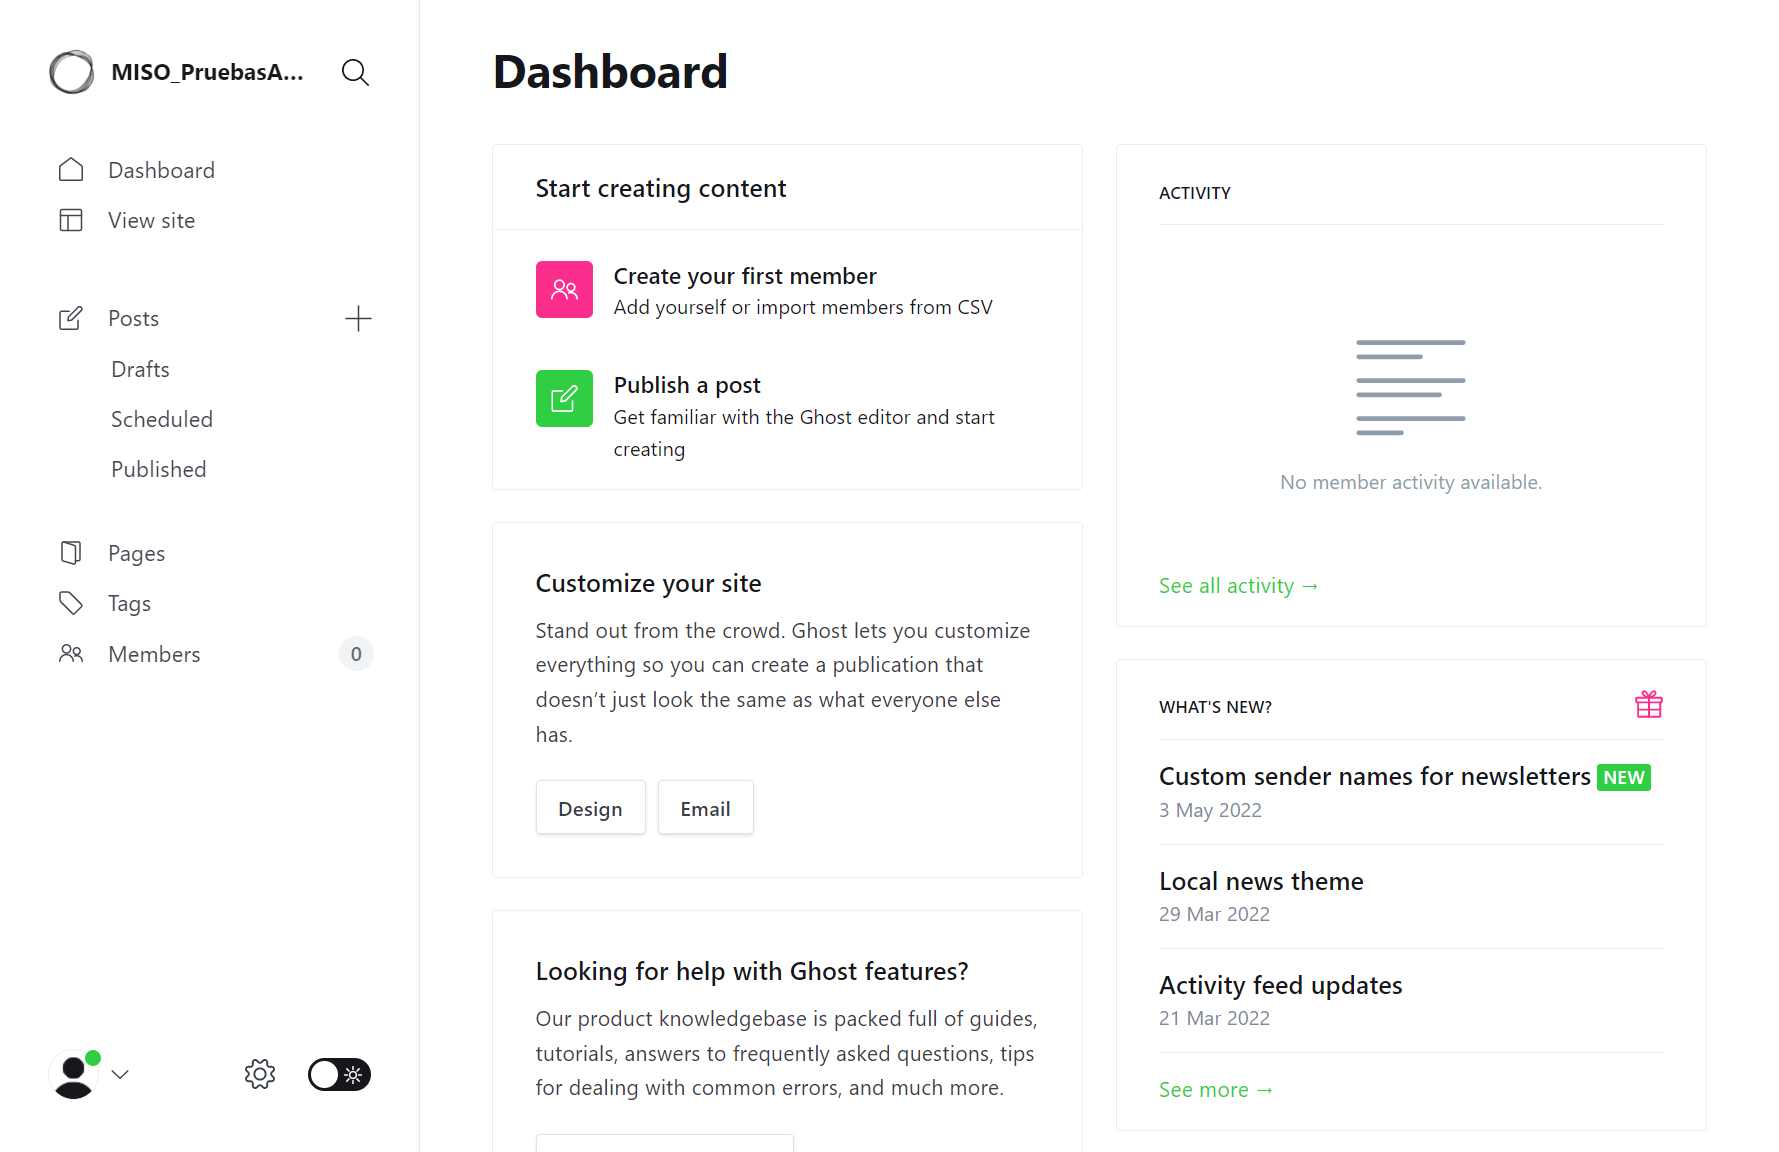 MISO_PruebasA...
Dashboard
View site
Posts
Drafts
Scheduled
Published
Pages
Tags
Members
0
Dashboard
Start creating content
Create your first member
Add yourself or import members from CSV
Publish a post
Get familiar with the Ghost editor and start
creating
Customize your site
Stand out from the crowd. Ghost lets you customize
everything so you can create a publication that
doesn’t just look the same as what everyone else
has.
Design
Email
Looking for help with Ghost features?
Our product knowledgebase is packed full of guides,
tutorials, answers to frequently asked questions, tips
for dealing with common errors, and much more.
ACTIVITY
No member activity available.
See all activity →
WHAT'S NEW?
Custom sender names for newsletters NEW
3 May 2022
Local news theme
29 Mar 2022
Activity feed updates
21 Mar 2022
See more →